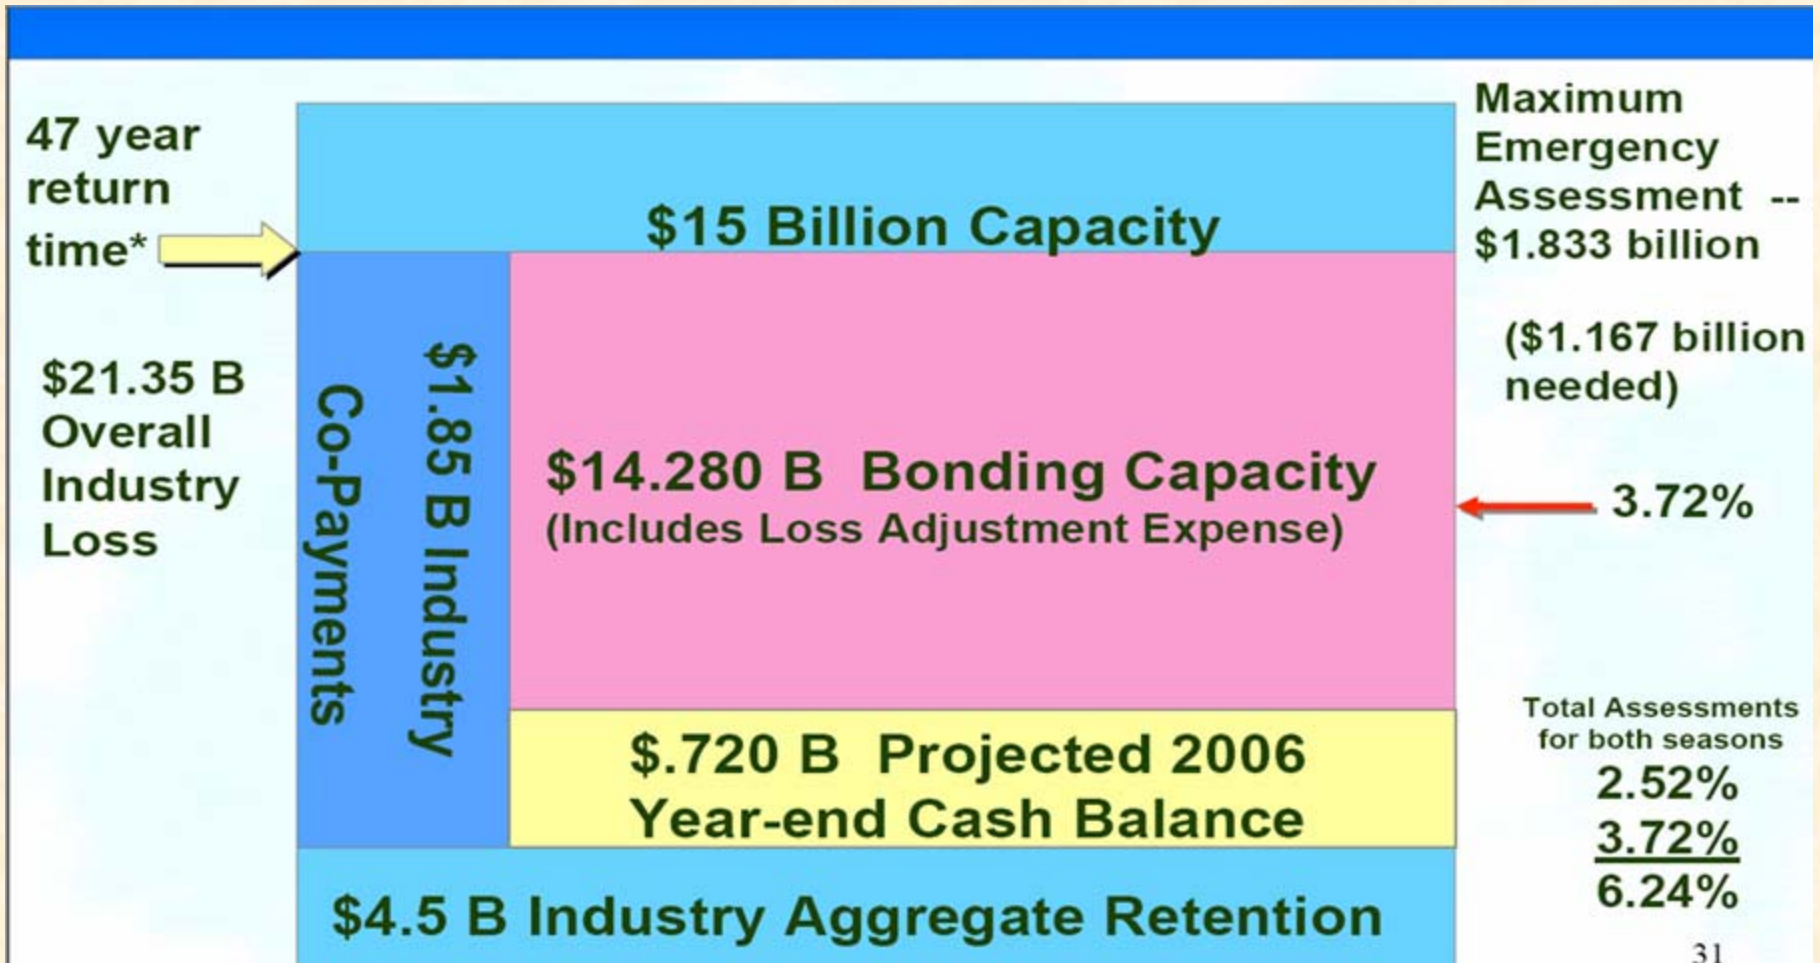 47 year
return
time*
$21.35 B
Overall
Industry
Loss
$15 Billion Capacity
Co-Payments
$1.85 B Industry
$14.280 B Bonding Capacity
(Includes Loss Adjustment Expense)
$.720 B Projected 2006
Year-end Cash Balance
$4.5 B Industry Aggregate Retention
Maximum
Emergency
Assessment --
$1.833 billion
($1.167 billion
needed)
3.72%
Total Assessments
for both seasons
2.52%
3.72%
6.24%
31